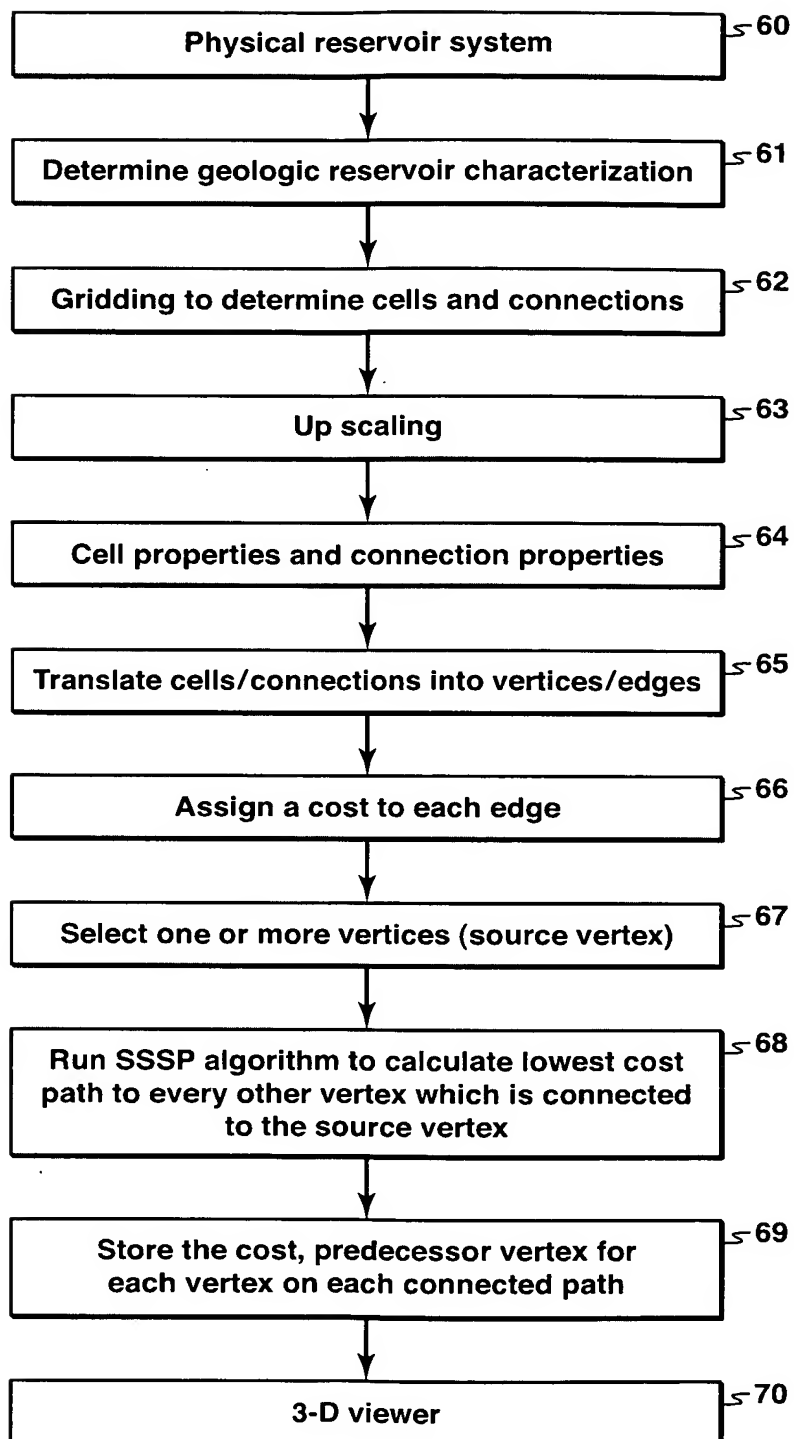 Physical reservoir system
60
Determine geologic reservoir characterization
61
Gridding to determine cells and connections
62
Up scaling
63
Cell properties and connection properties
64
Translate cells/connections into vertices/edges
65
Assign a cost to each edge
66
Select one or more vertices (source vertex)
67
Run SSSP algorithm to calculate lowest cost
path to every other vertex which is connected
to the source vertex
68
Store the cost, predecessor vertex for
each vertex on each connected path
69
3-D viewer
70